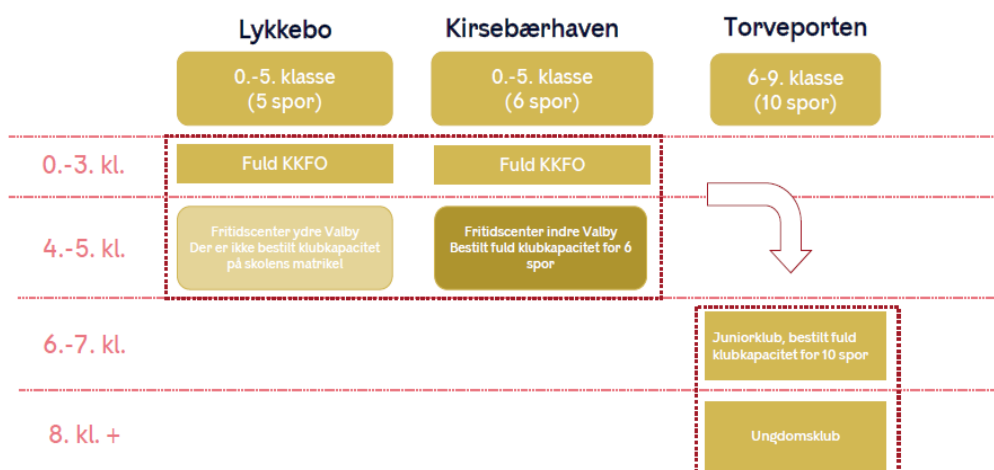 Lykkebo
Kirsebærhaven
Torveporten
0.-5. klasse
(5 spor)
0.-5. klasse
(6 spor)
6-9. klasse
(10 spor)
0.-3. kl.
Fuld KKFO
Fuld KKFO
4.-5. kl.
Fritidscenter ydre Valby
Der er ikke bestilt klubkapacitet
på skolens matrikel
Fritidscenter indre Valby
Bestilt fuld klubkapacitet for 6
spor
6.-7. kl.
Juniorklub, bestilt fuld
klubkapacitet for 10 spor
8. kl. +
Ungdomsklub